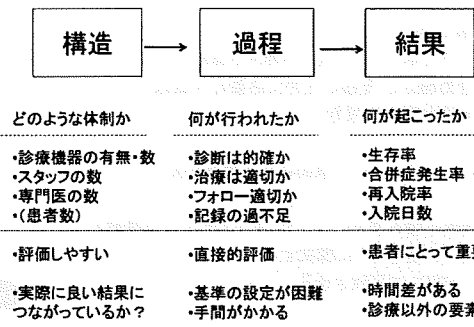 構造
過程
結果
どのような体制か
何が行われたか
何が起こったか
・診療機器の有無・数
・スタッフの数
・専門医の数
・(患者数)
・診断は的確か
・治療は適切か
・フォロー適切か
・記録の過不足
・生存率
・合併症発生率
・再入院率
・入院日数
・評価しやすい
・直接的評価
・患者にとって重
・実際に良い結果に
つながっているか？
・基準の設定が困難
・手間がかかる
・時間差がある
・診療以外の要素